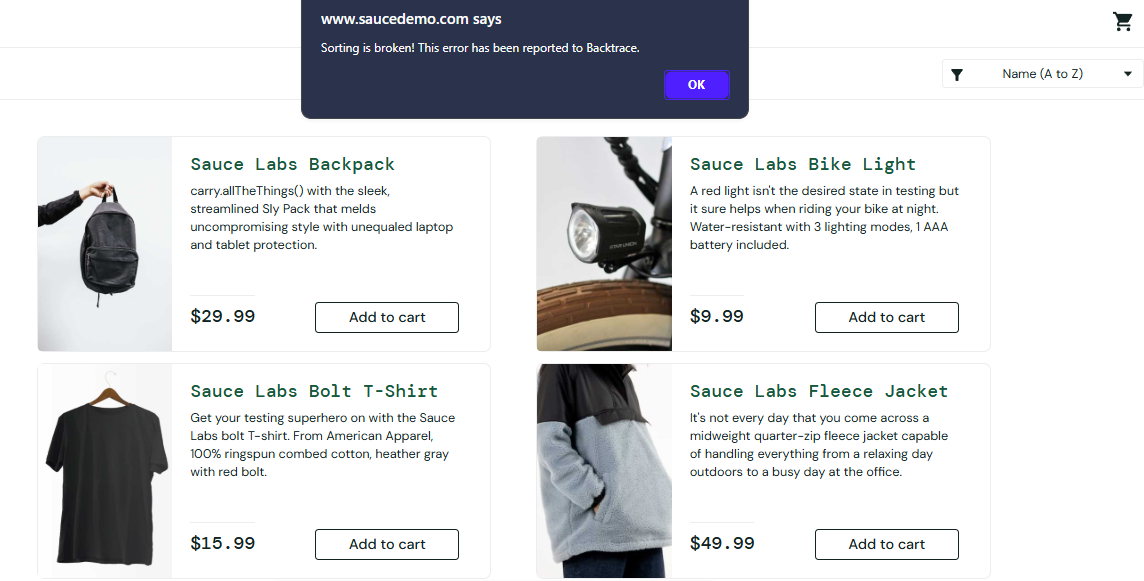 www.saucedemo.com says
Sorting is broken! This error has been reported to Backtrace.
OK
Name (A to Z)
Sauce Labs Backpack
carry.allTheThings() with the sleek,
streamlined Sly Pack that melds
uncompromising style with unequaled laptop
and tablet protection.
$29.99
Add to cart
Sauce Labs Bike Light
A red light isn't the desired state in testing but
it sure helps when riding your bike at night.
Water-resistant with 3 lighting modes, 1 AAA
battery included.
$9.99
Add to cart
Sauce Labs Bolt T-Shirt
Get your testing superhero on with the Sauce
Labs bolt T-shirt. From American Apparel,
100% ringspun combed cotton, heather gray
with red bolt.
$15.99
Add to cart
Sauce Labs Fleece Jacket
It's not every day that you come across a
midweight quarter-zip fleece jacket capable
of handling everything from a relaxing day
outdoors to a busy day at the office.
$49.99
Add to cart